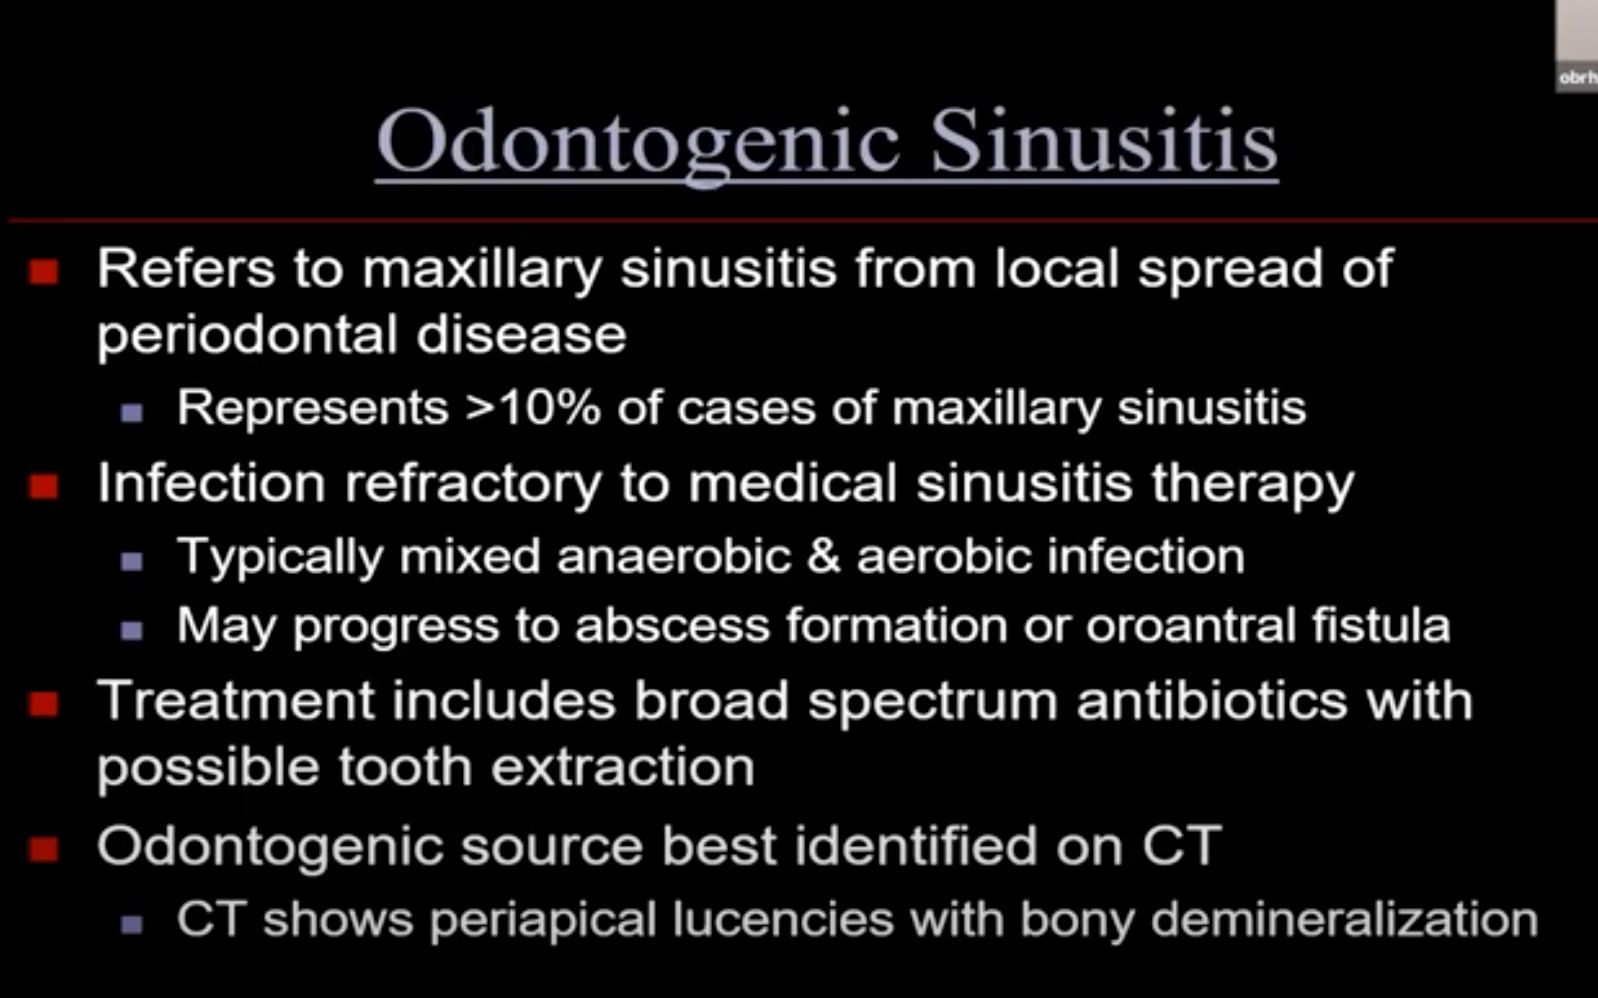 obrh
Odontogenic Sinusitis
Refers to maxillary sinusitis from local spread of
periodontal disease
Represents >10% of cases of maxillary sinusitis
Infection refractory to medical sinusitis therapy
Typically mixed anaerobic & aerobic infection
May progress to abscess formation or oroantral fistula
Treatment includes broad spectrum antibiotics with
possible tooth extraction
Odontogenic source best identified on CT
CT shows periapical lucencies with bony demineralization